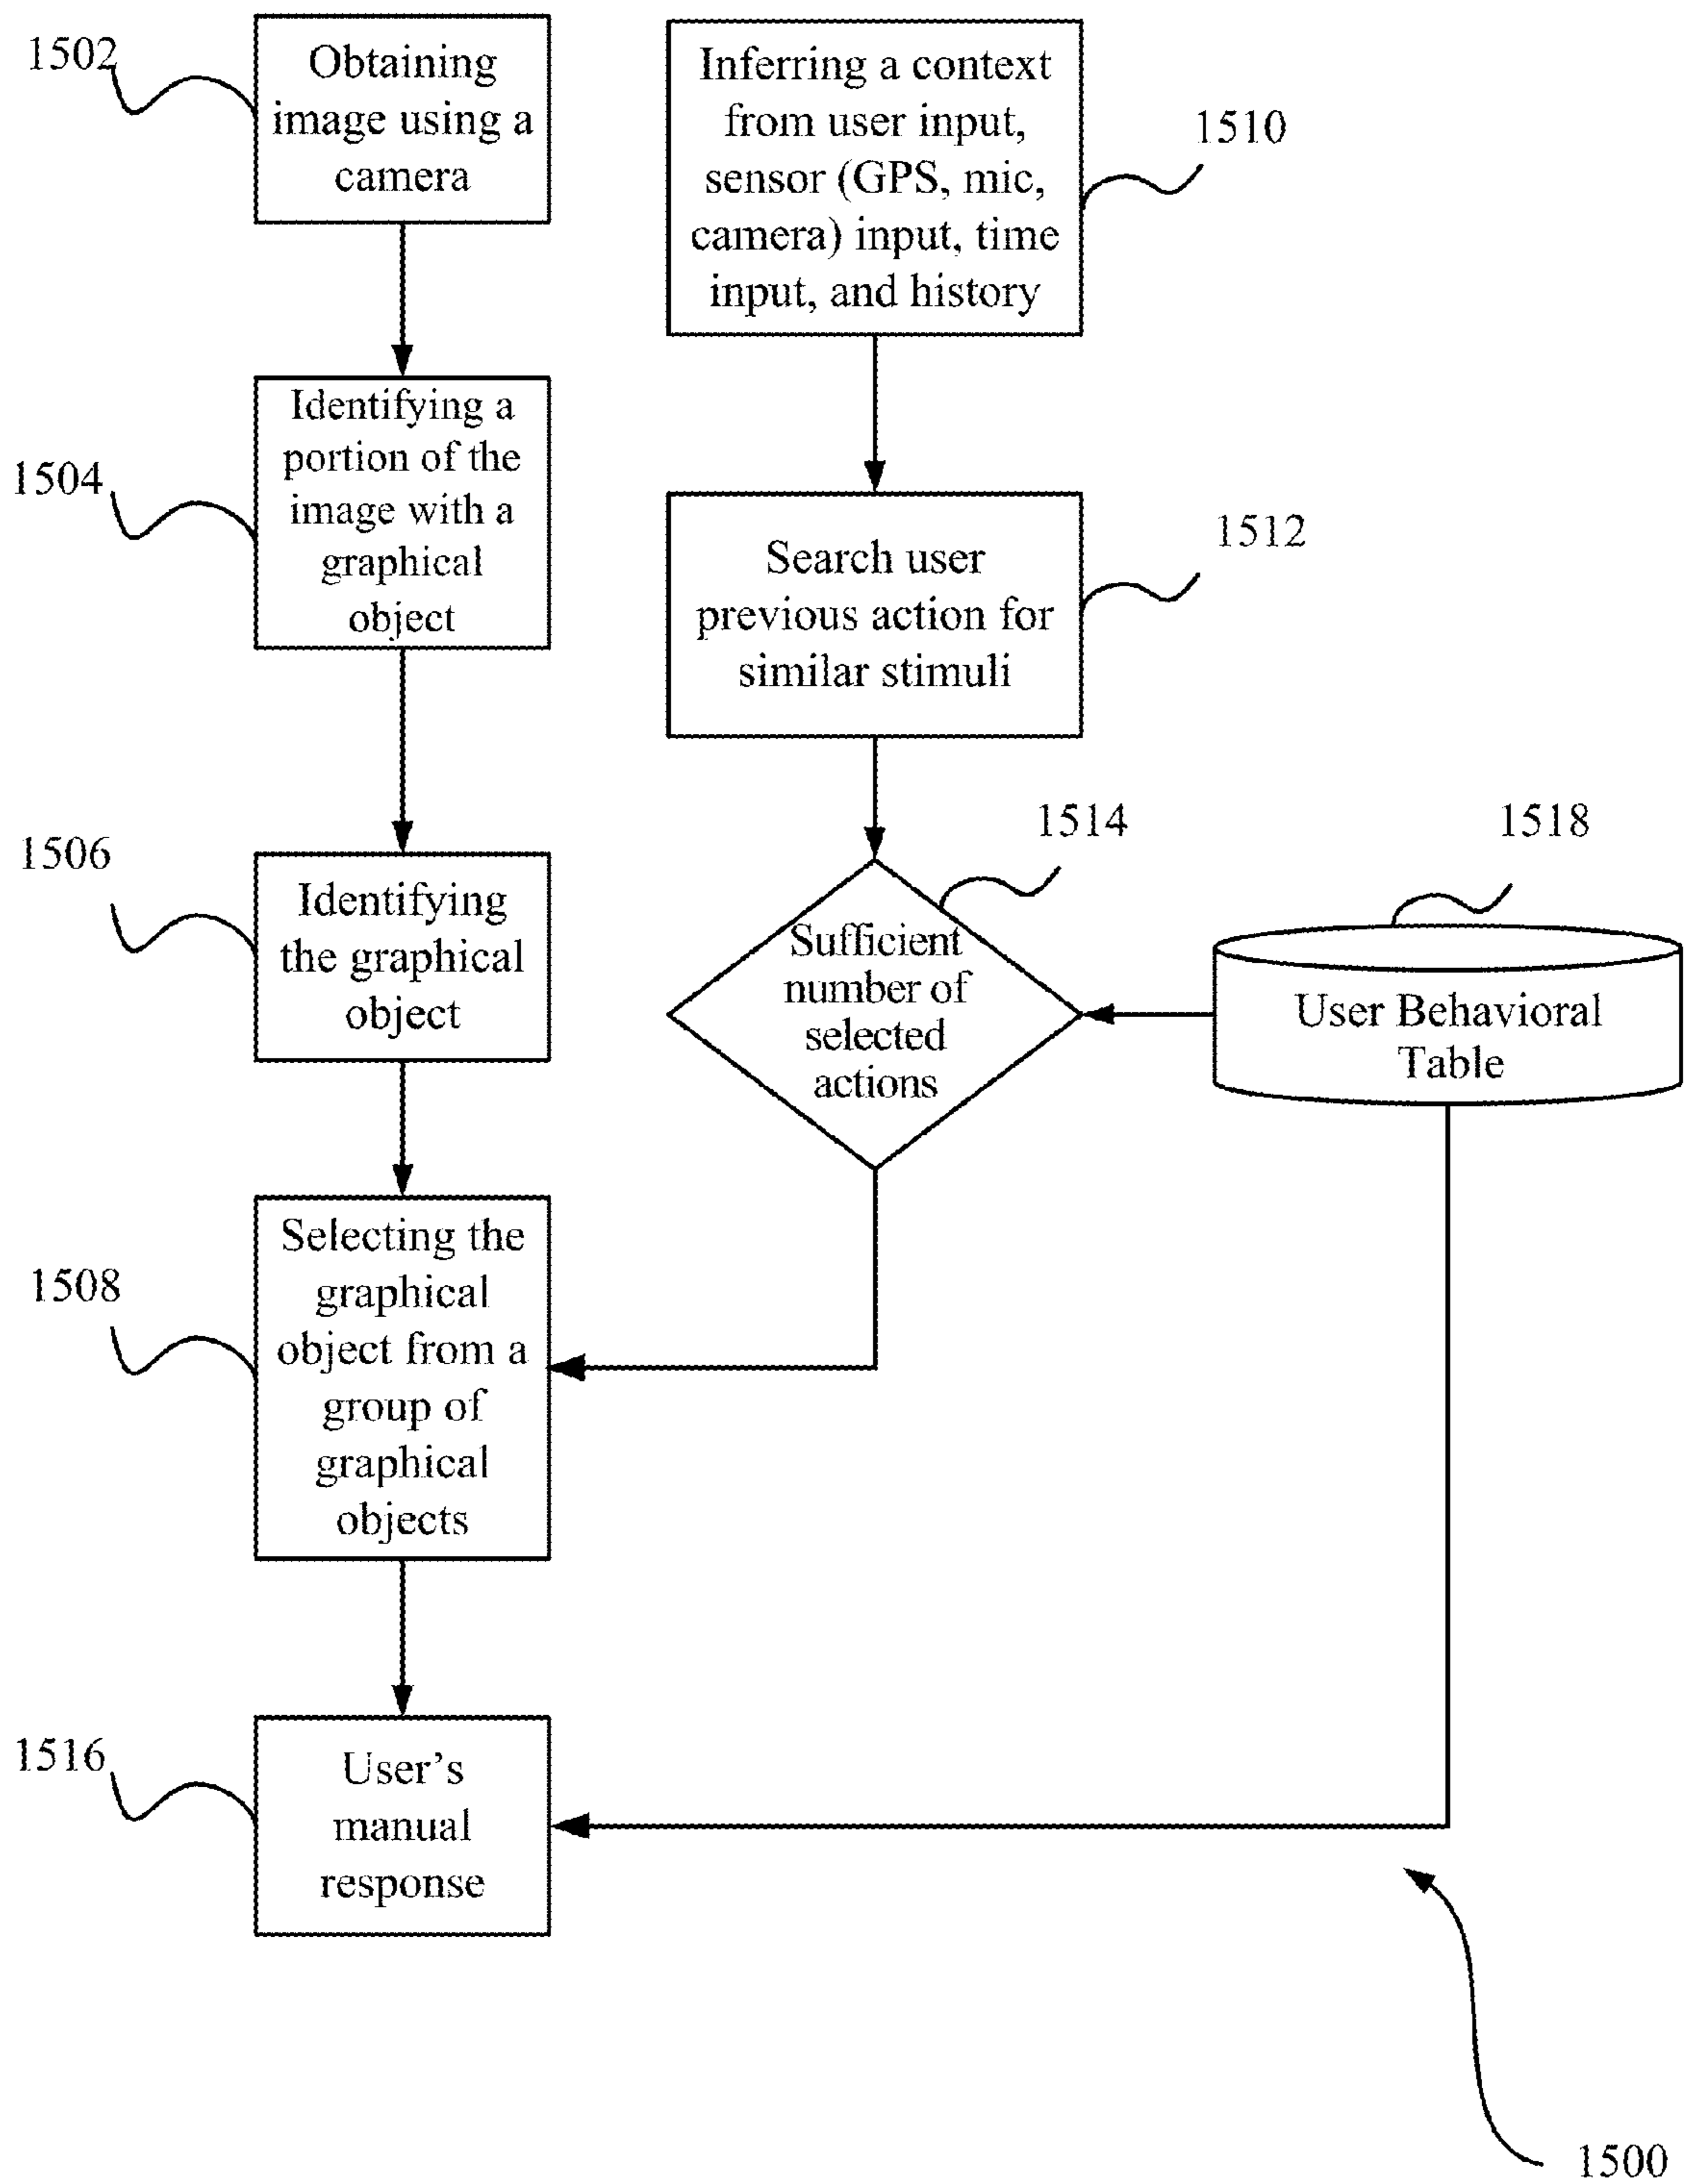 1502
Obtaining
image using a
camera
1504
Identifying a
portion of the
image with a
graphical
object
1506
Identifying
the graphical
object
1508
Selecting the
graphical
object from a
group of
graphical
objects
1516
User's
manual
response
Inferring a context
from user input,
sensor (GPS, mic,
camera) input, time
input, and history
1510
Search user
previous action for
similar stimuli
1512
Sufficient
number of
selected
actions
1514
User Behavioral
Table
1518
1500